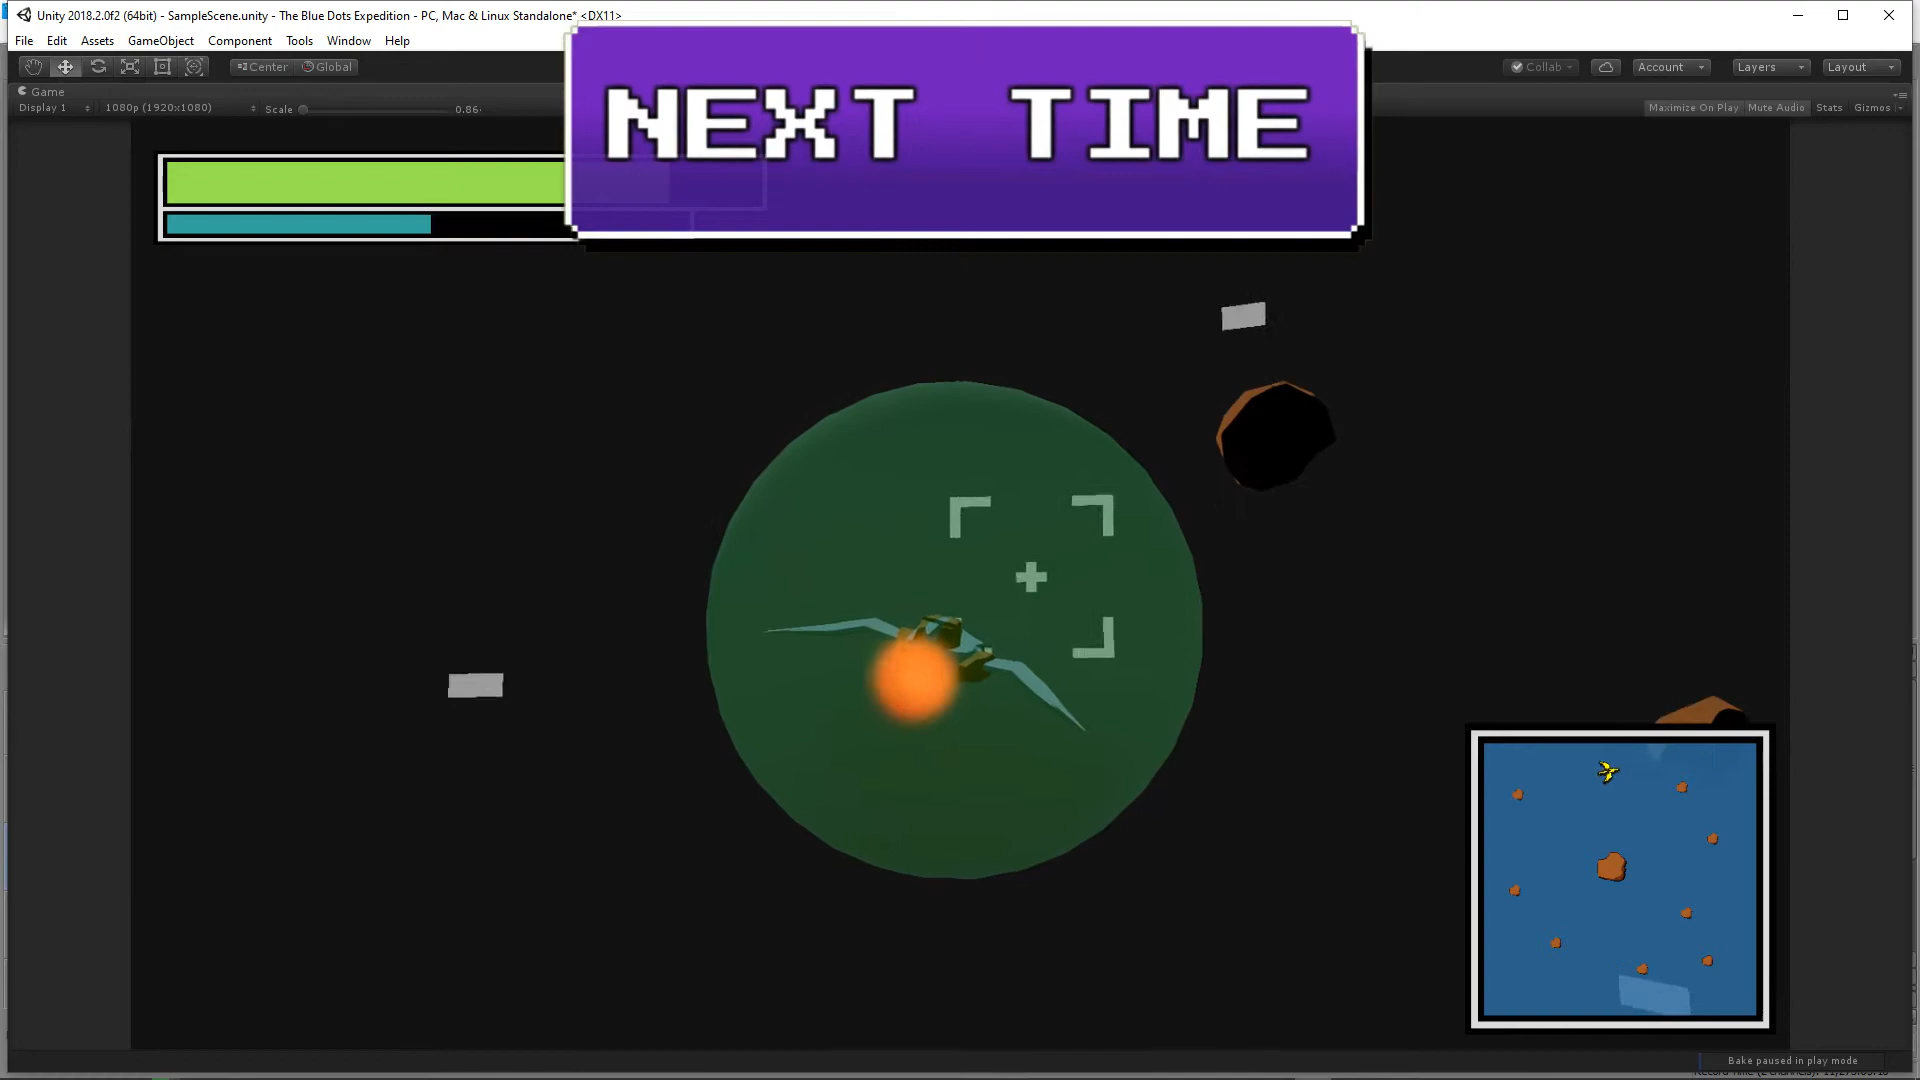 Unity 2018.2.0f2 (64bit) - SampleScene.unity - The Blue Dots Expedition - PC, Mac & Linux Standalone* <DX11>
File Edit Assets GameObject Component Tools Window Help
Center Global Collab Account Layers Layout
Game
Display 1 1080p (1920x1080) Scale 0.86 Maximize On Play Mute Audio Stats Gizmos
NEXT TIME
Bake paused in play mode